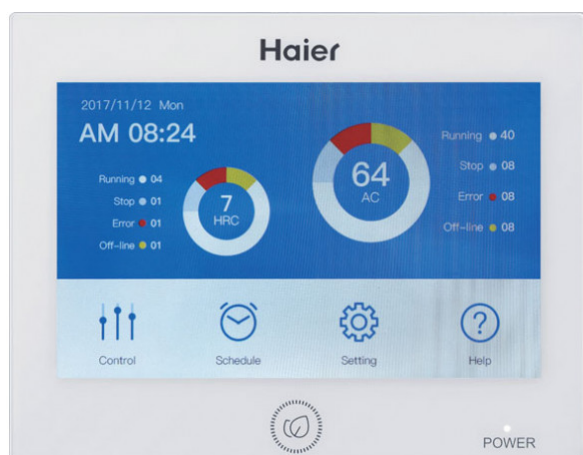 Haier
2017/11/12 Mon
AM 08:24
Running 04
Stop 01
Error 01
Off-line 01
7
HRC
64
AC
Running 40
Stop 08
Error 08
Off-line 08
Control
Schedule
Setting
Help
POWER